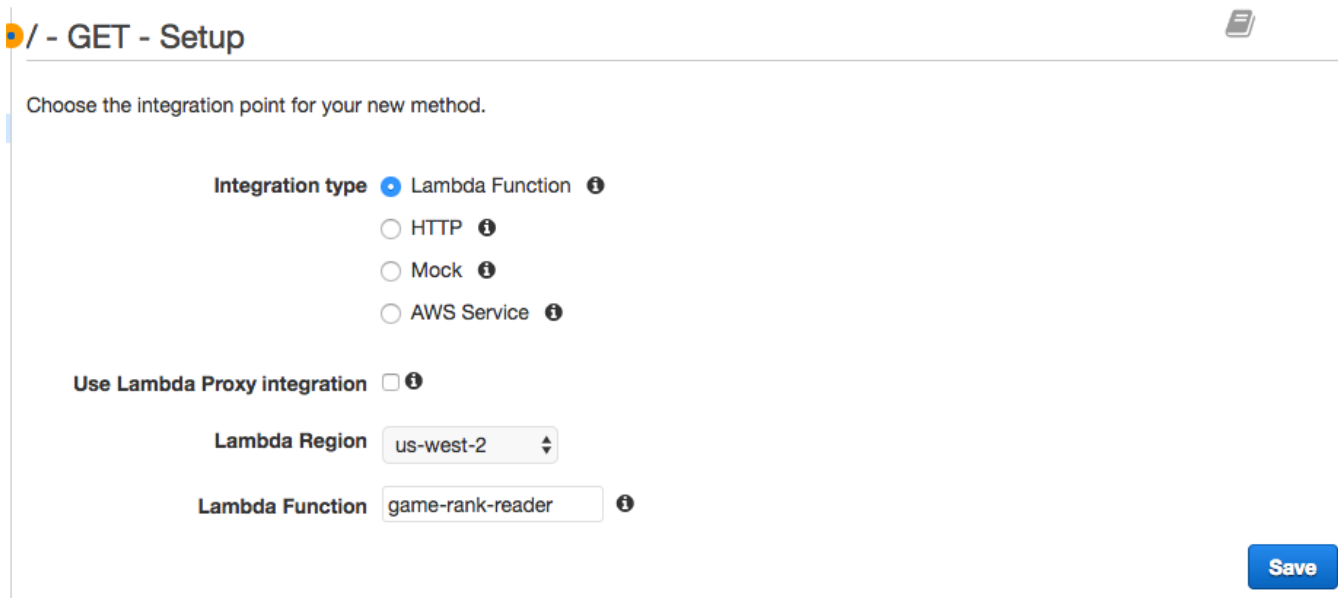 / - GET - Setup
Choose the integration point for your new method.
Integration type Lambda Function
HTTP
Mock
AWS Service
Use Lambda Proxy integration
Lambda Region us-west-2
Lambda Function game-rank-reader
Save